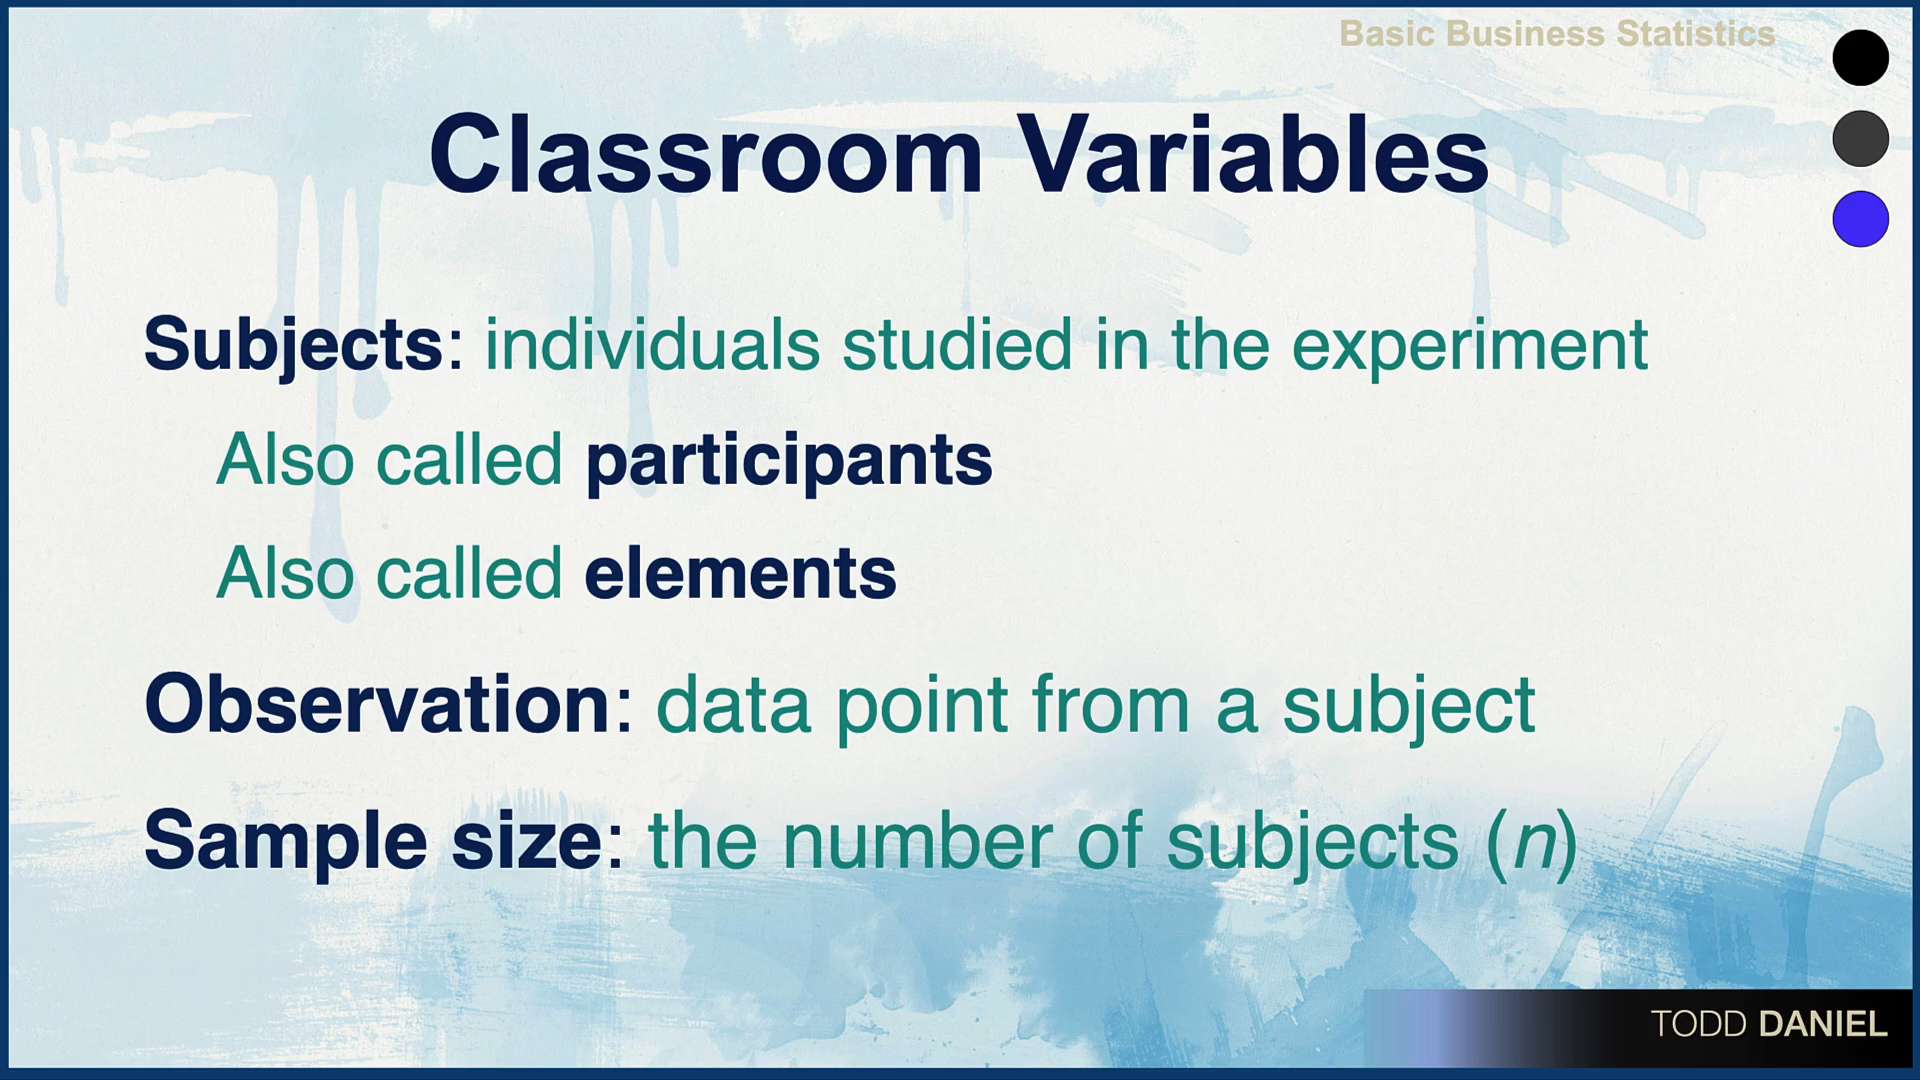 Basic Business Statistics
Classroom Variables
Subjects: individuals studied in the experiment
Also called participants
Also called elements
Observation: data point from a subject
Sample size: the number of subjects (n)
TODD DANIEL